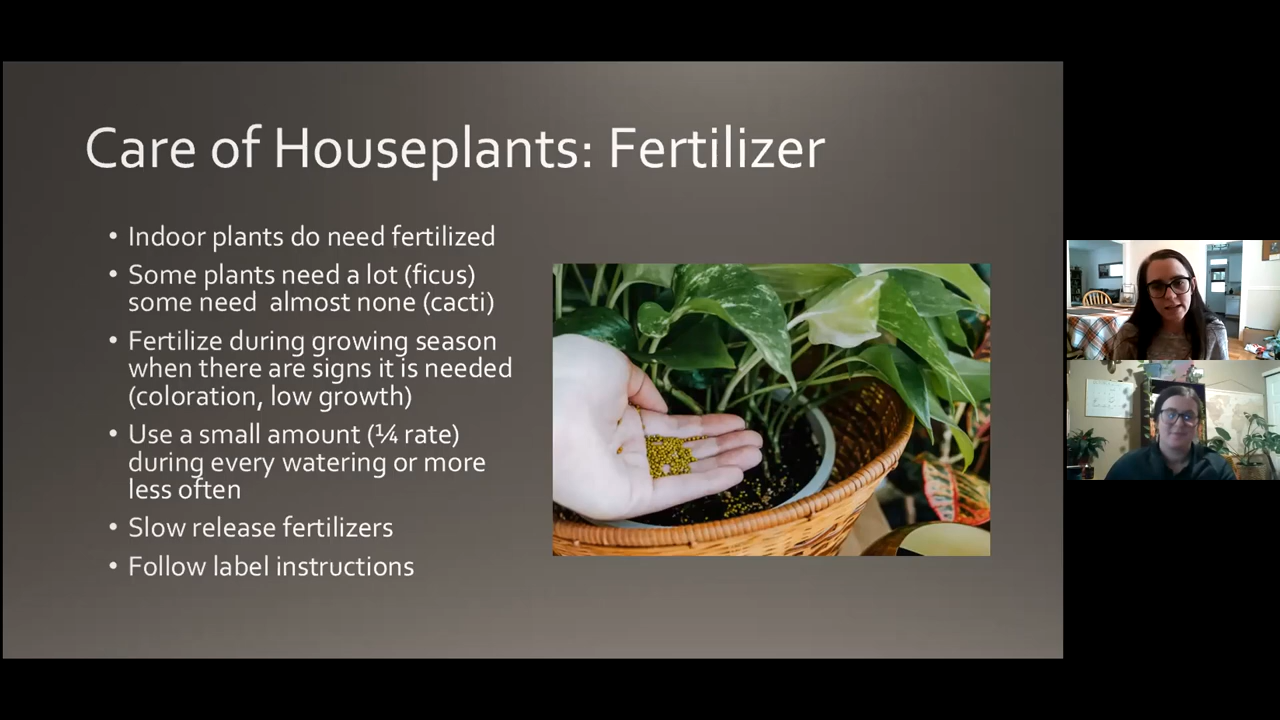 Care of Houseplants: Fertilizer
• Indoor plants do need fertilized
• Some plants need a lot (ficus)
some need  almost none (cacti)
• Fertilize during growing season
when there are signs it is needed
(coloration, low growth)
• Use a small amount (¼ rate)
during every watering or more
less often
• Slow release fertilizers
• Follow label instructions